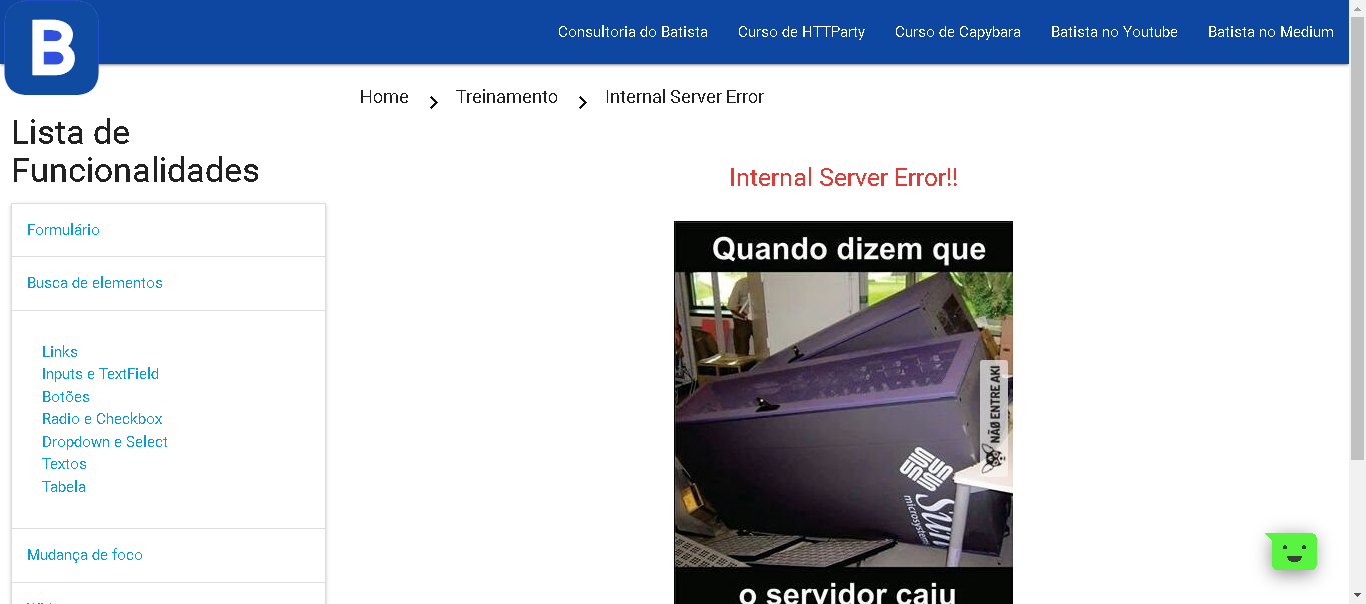 B
Consultoria do Batista
Curso de HTTParty
Curso de Capybara
Batista no Youtube
Batista no Medium
Home
Treinamento
Internal Server Error
Lista de
Funcionalidades
Formulário
Busca de elementos
Links
Inputs e TextField
Botões
Radio e Checkbox
Dropdown e Select
Textos
Tabela
Mudança de foco
Internal Server Error!!
Quando dizem que
NÃO ENTRE AKI
Sun
microsystems
o servidor caiu